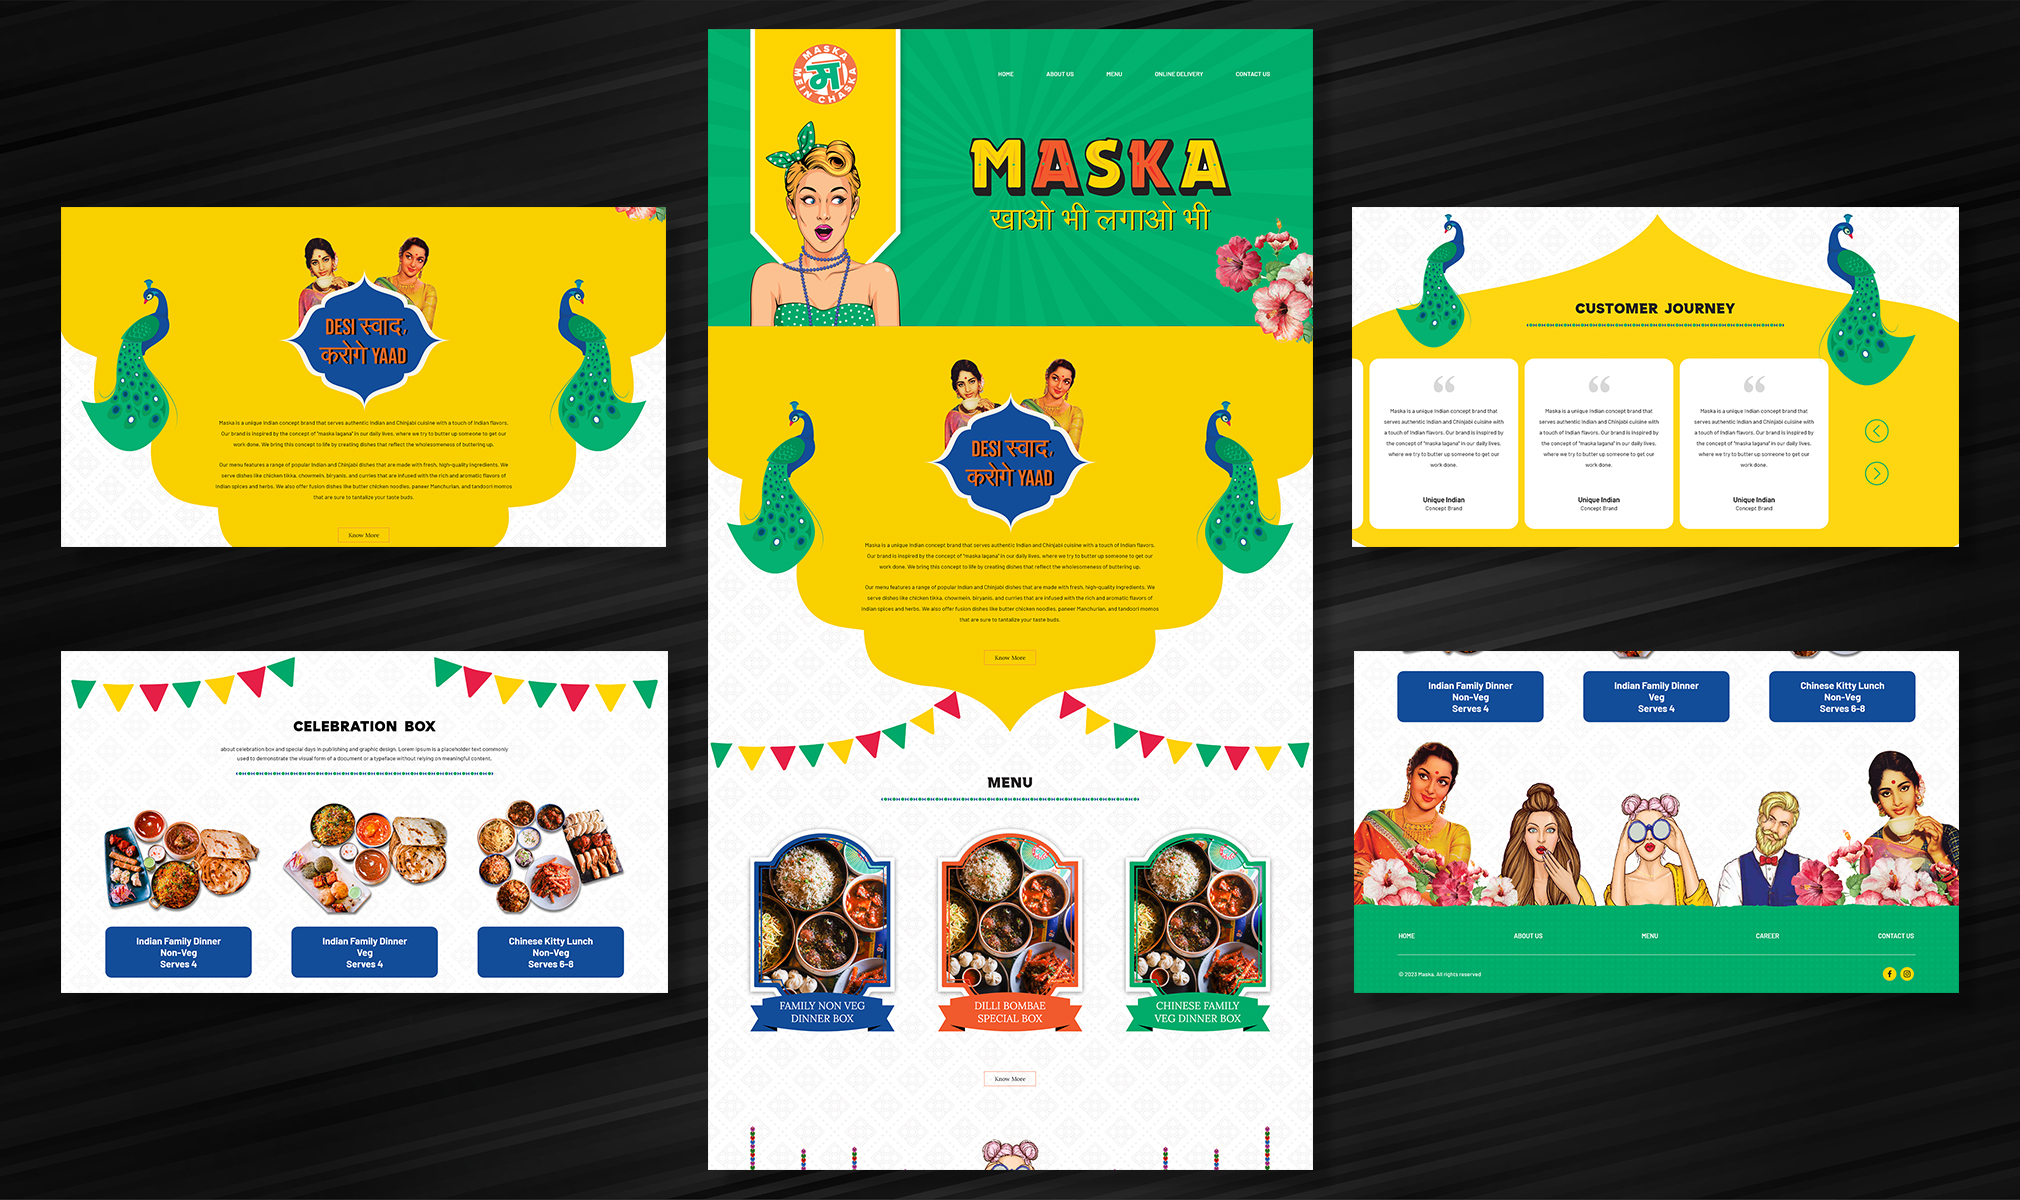 MASKA
MEIN CHASKA
म
HOME
ABOUT US
MENU
ONLINE DELIVERY
CONTACT US
MASKA
खाओ भी लगाओ भी
DESI स्वाद,
करोगे YAAD
Maska is a unique Indian concept brand that serves authentic Indian and Chinjabi cuisine with a touch of Indian flavors.
Our brand is inspired by the concept of "maska lagana" in our daily lives, where we try to butter up someone to get our
work done. We bring this concept to life by creating dishes that reflect the wholesomeness of buttering up.
Our menu features a range of popular Indian and Chinjabi dishes that are made with fresh, high-quality ingredients. We
serve dishes like chicken tikka, chowmein, biryanis, and curries that are infused with the rich and aromatic flavors of
Indian spices and herbs. We also offer fusion dishes like butter chicken noodles, paneer Manchurian, and tandoori momos
that are sure to tantalize your taste buds.
Know More
MENU
FAMILY NON VEG
DINNER BOX
DILLI BOMBAE
SPECIAL BOX
CHINESE FAMILY
VEG DINNER BOX
Know More
DESI स्वाद,
करोगे YAAD
Maska is a unique Indian concept brand that serves authentic Indian and Chinjabi cuisine with a touch of Indian flavors.
Our brand is inspired by the concept of "maska lagana" in our daily lives, where we try to butter up someone to get our
work done. We bring this concept to life by creating dishes that reflect the wholesomeness of buttering up.
Our menu features a range of popular Indian and Chinjabi dishes that are made with fresh, high-quality ingredients. We
serve dishes like chicken tikka, chowmein, biryanis, and curries that are infused with the rich and aromatic flavors of
Indian spices and herbs. We also offer fusion dishes like butter chicken noodles, paneer Manchurian, and tandoori momos
that are sure to tantalize your taste buds.
Know More
CELEBRATION BOX
about celebration box and special days in publishing and graphic design, Lorem ipsum is a placeholder text commonly
used to demonstrate the visual form of a document or a typeface without relying on meaningful content.
Indian Family Dinner
Non-Veg
Serves 4
Indian Family Dinner
Veg
Serves 4
Chinese Kitty Lunch
Non-Veg
Serves 6-8
CUSTOMER JOURNEY
Maska is a unique Indian concept brand that
serves authentic Indian and Chinjabi cuisine with
a touch of Indian flavors. Our brand is inspired by
the concept of "maska lagana" in our daily lives,
where we try to butter up someone to get our
work done.
Unique Indian
Concept Brand
Maska is a unique Indian concept brand that
serves authentic Indian and Chinjabi cuisine with
a touch of Indian flavors. Our brand is inspired by
the concept of "maska lagana" in our daily lives,
where we try to butter up someone to get our
work done.
Unique Indian
Concept Brand
Maska is a unique Indian concept brand that
serves authentic Indian and Chinjabi cuisine with
a touch of Indian flavors. Our brand is inspired by
the concept of "maska lagana" in our daily lives,
where we try to butter up someone to get our
work done.
Unique Indian
Concept Brand
Indian Family Dinner
Non-Veg
Serves 4
Indian Family Dinner
Veg
Serves 4
Chinese Kitty Lunch
Non-Veg
Serves 6-8
HOME
ABOUT US
MENU
CAREER
CONTACT US
© 2023 Maska. All rights reserved